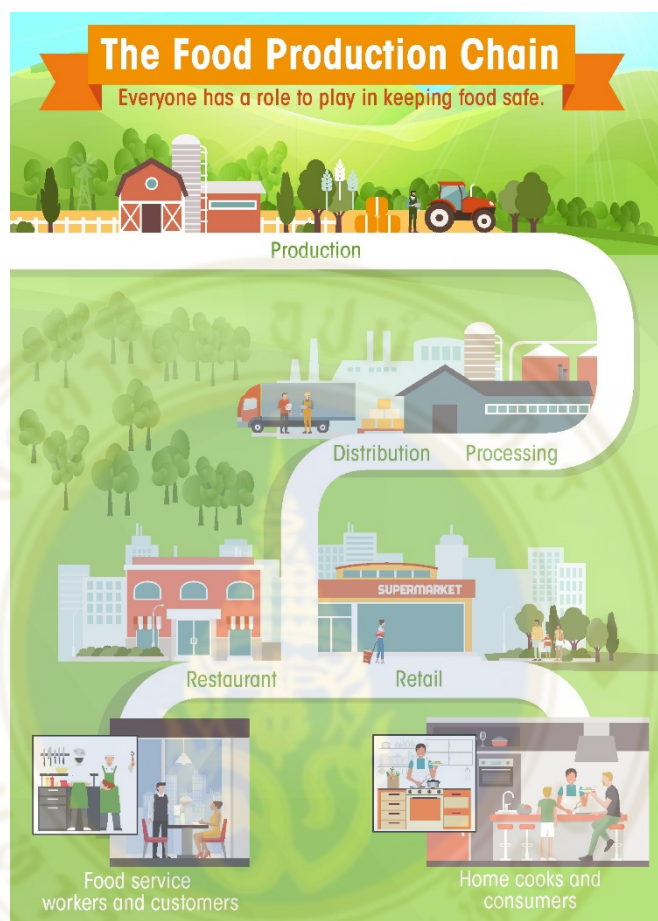 The Food Production Chain
Everyone has a role to play in keeping food safe.
Production
Distribution Processing
SUPERMARKET
Restaurant Retail
Food service
workers and customers
Home cooks and
consumers